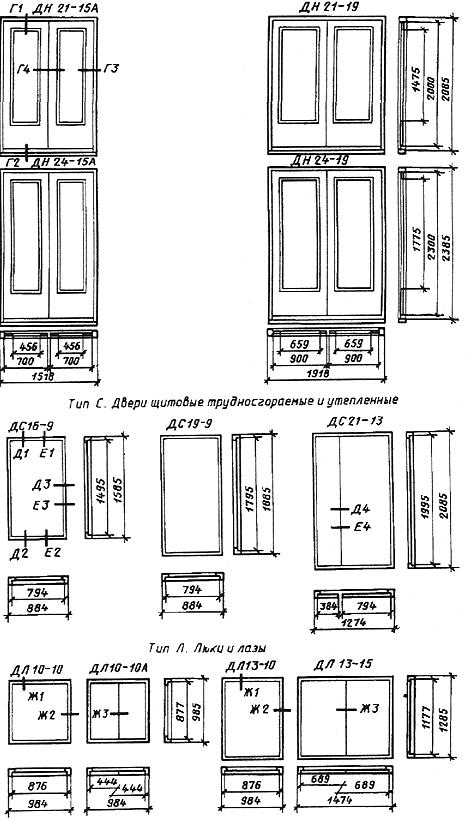 Г1 ДН 21-15А
ДН 21-19
Г4
Г3
1475
2000
2085
Г2 ДН 24-15А
ДН 24-19
1775
2300
2385
456
456
700
700
1518
659
659
900
900
1918
Тип С. Двери щитовые трудносгораемые и утепленные
ДС16-9
ДС19-9
ДС21-13
Д1
Е1
Д3
Е3
Д2
Е2
1495
1585
1795
1885
Д4
Е4
1995
2085
794
884
794
884
384
794
1274
Тип Л. Люки и лазы
ДЛ10-10
ДЛ10-10А
ДЛ13-10
ДЛ 13-15
Ж1
Ж2
Ж3
877
985
Ж1
Ж2
Ж3
1177
1285
876
984
444
444
984
876
984
689
689
1474